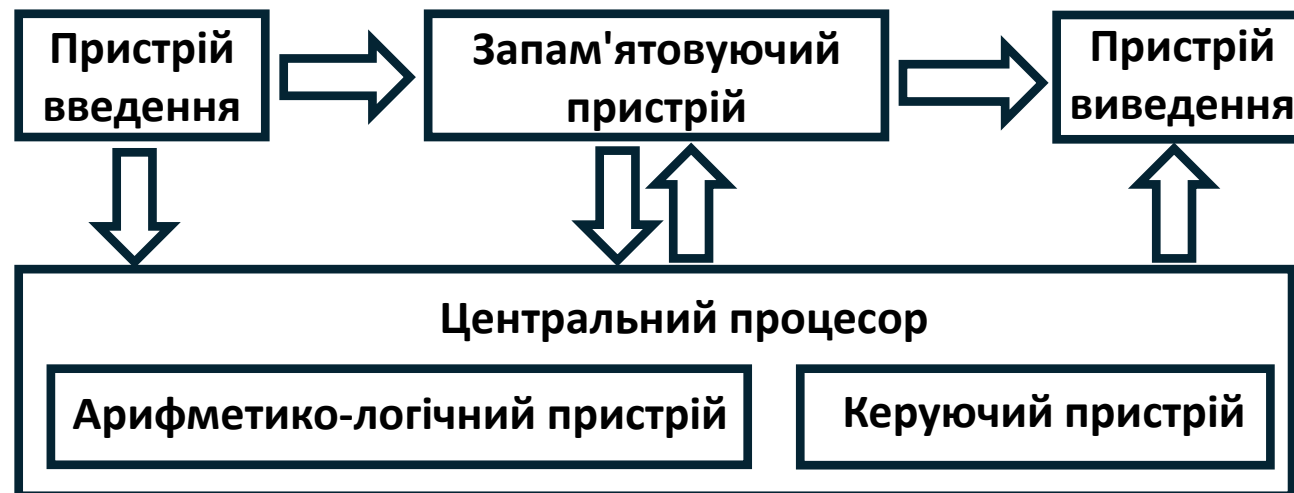 Пристрій
введення
Запам'ятовуючий
пристрій
Пристрій
виведення
Центральний процесор
Арифметико-логічний пристрій
Керуючий пристрій